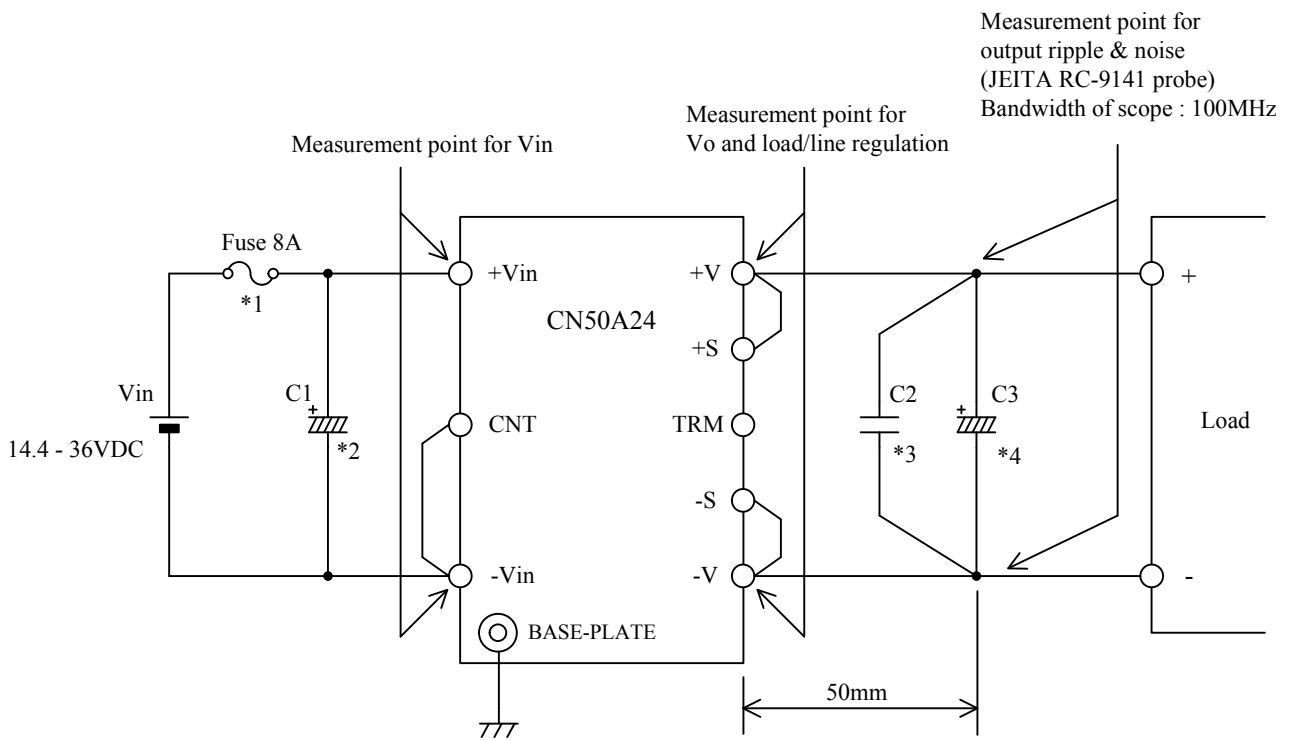 Measurement point for
output ripple & noise
(JEITA RC-9141 probe)
Bandwidth of scope : 100MHz
Measurement point for
Vo and load/line regulation
Measurement point for Vin
Fuse 8A
*1
+Vin
+V
+
CN50A24
+S
Vin
14.4 - 36VDC
C1
+
*2
CNT
TRM
C2
*3
C3
+
*4
Load
-S
-Vin
-V
-
BASE-PLATE
50mm